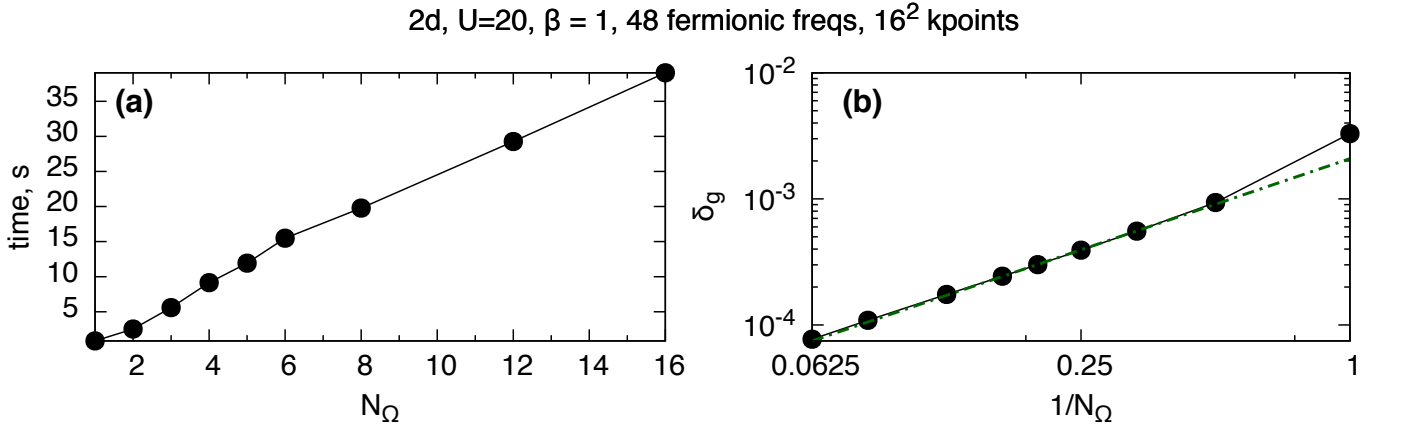 2d, U=20, β = 1, 48 fermionic freqs, 16² kpoints
(a)
time, s
35
30
25
20
15
10
5
2 4 6 8 10 12 14 16
N_Ω
(b)
δ_g
10⁻²
10⁻³
10⁻⁴
0.0625 0.25 1
1/N_Ω